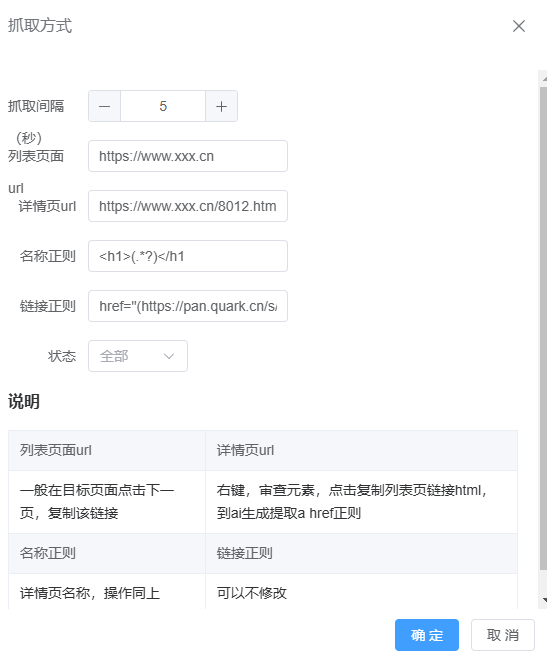 抓取方式
抓取间隔
（秒）
5
列表页面
url
https://www.xxx.cn
详情页url
https://www.xxx.cn/8012.htm
名称正则
<h1>(.*?)</h1
链接正则
href="(https://pan.quark.cn/s/
状态
全部
说明
列表页面url
详情页url
一般在目标页面点击下一
页，复制该链接
右键，审查元素，点击复制列表页链接html，
到ai生成提取a href正则
名称正则
链接正则
详情页名称，操作同上
可以不修改
确定
取消